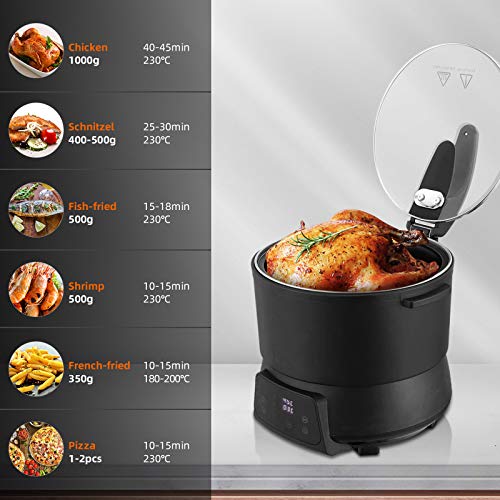 Chicken 40-45min
1000g 230℃
Schnitzel 25-30min
400-500g 230℃
Fish-fried 15-18min
500g 230℃
Shrimp 10-15min
500g 230℃
French-fried 10-15min
350g 180-200℃
Pizza 10-15min
1-2pcs 230℃